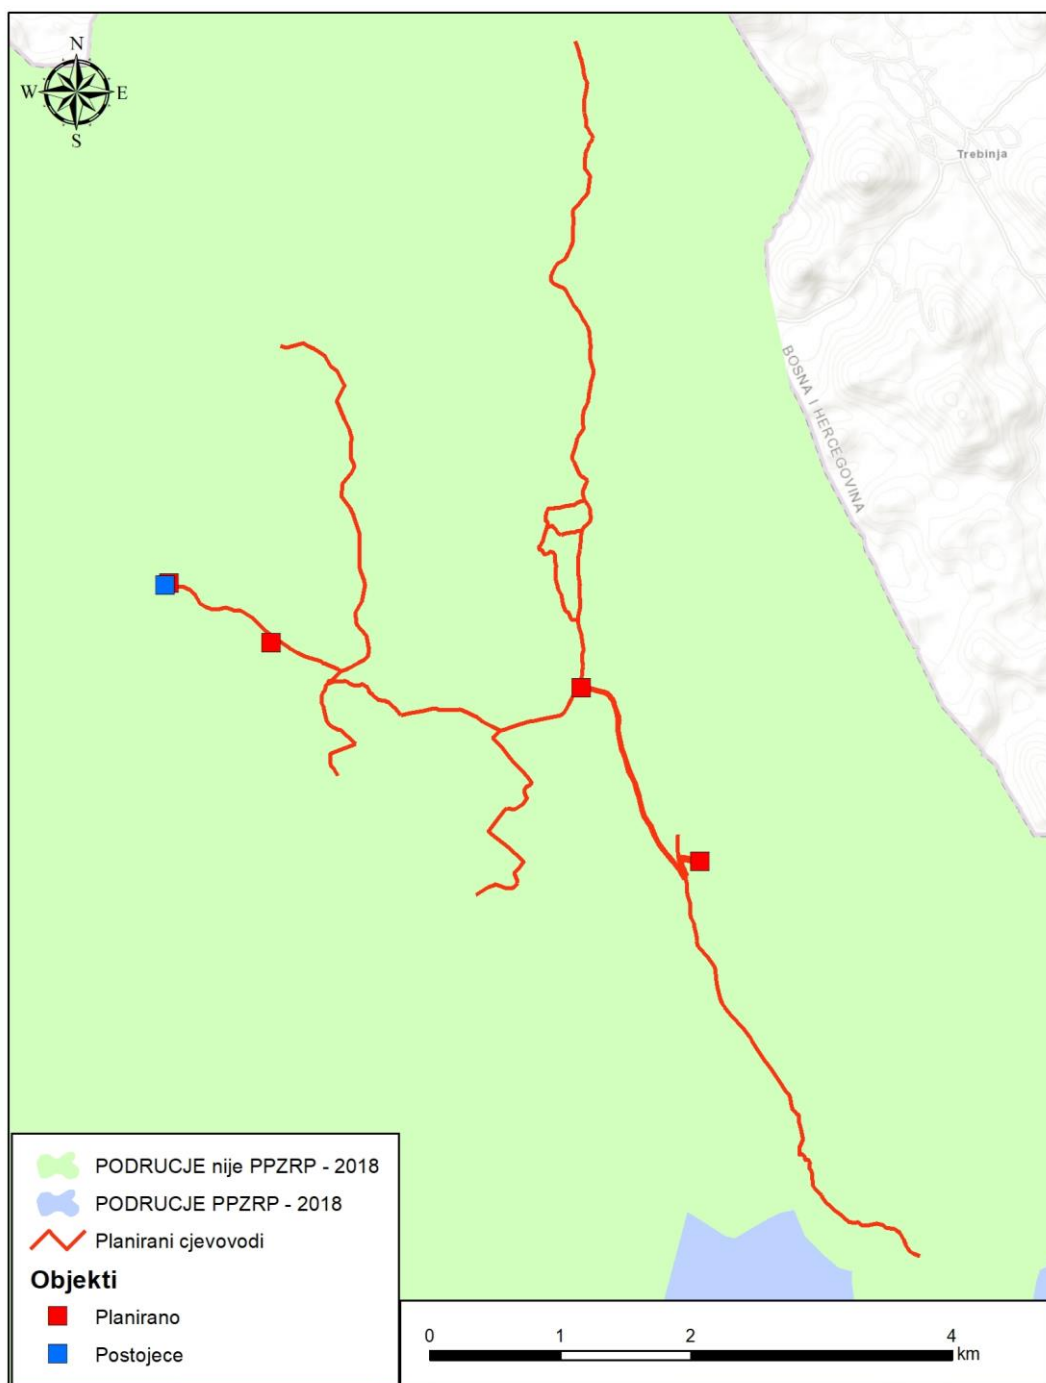 N
W E
S
Trebinja
BOSNA I HERCEGOVINA
PODRUCJE nije PPZRP - 2018
PODRUCJE PPZRP - 2018
Planirani cjevovodi
Objekti
Planirano
Postojece
0 1 2 4
km